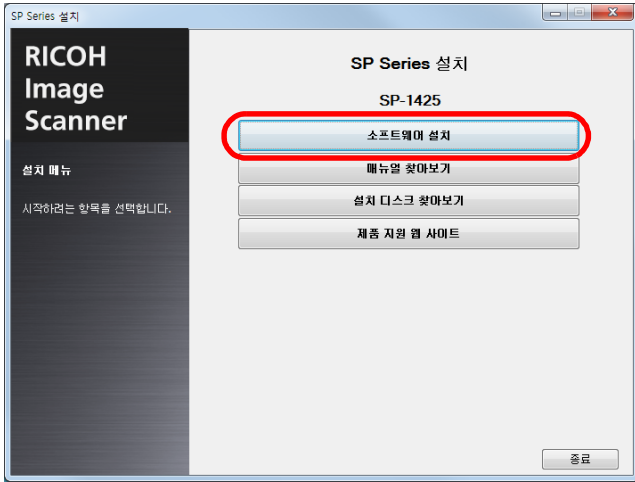 SP Series 설치
RICOH
Image
Scanner
설치 메뉴
시작하려는 항목을 선택합니다.
SP Series 설치
SP-1425
소프트웨어 설치
매뉴얼 찾아보기
설치 디스크 찾아보기
제품 지원 웹 사이트
종료